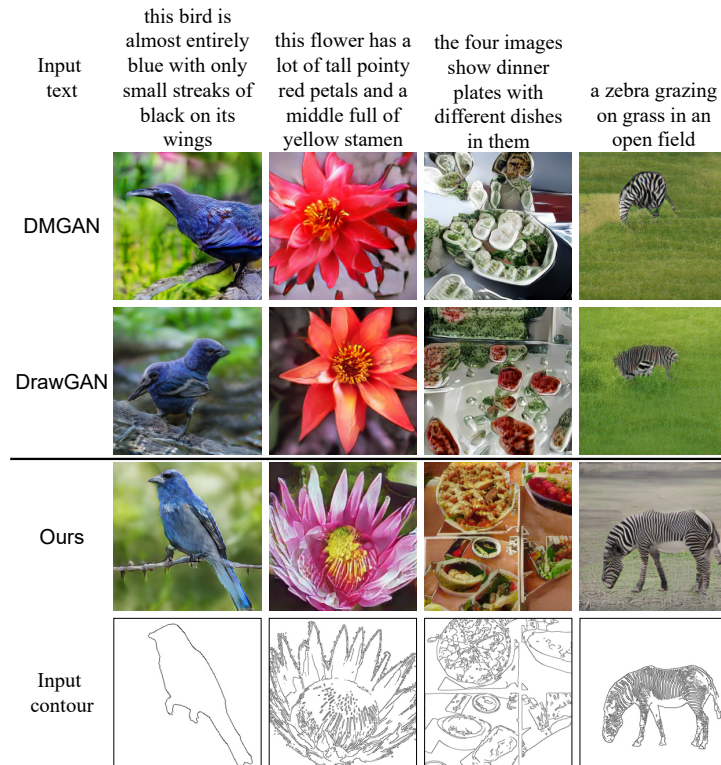 Input
text
this bird is
almost entirely
blue with only
small streaks of
black on its
wings
this flower has a
lot of tall pointy
red petals and a
middle full of
yellow stamen
the four images
show dinner
plates with
different dishes
in them
a zebra grazing
on grass in an
open field
DMGAN
DrawGAN
Ours
Input
contour